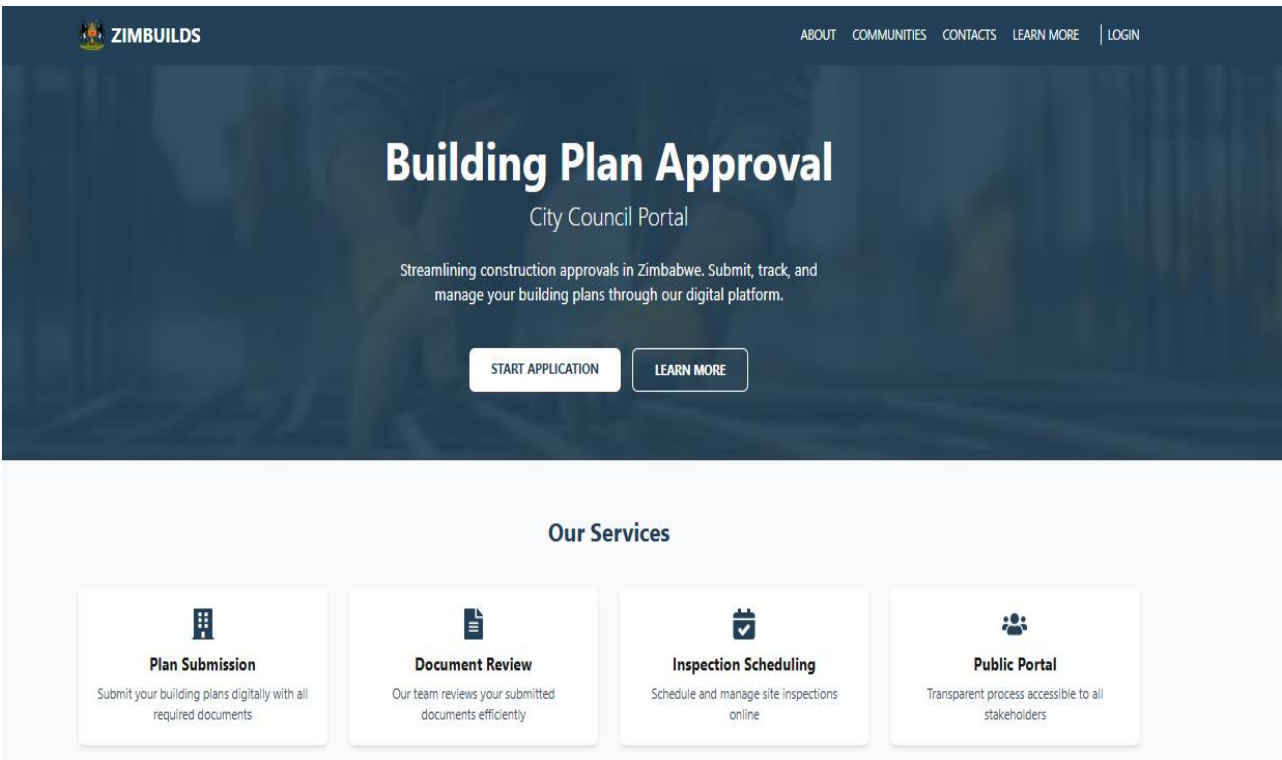 ZIMBUILDS
ABOUT COMMUNITIES CONTACTS LEARN MORE LOGIN
Building Plan Approval
City Council Portal
Streamlining construction approvals in Zimbabwe. Submit, track, and
manage your building plans through our digital platform.
START APPLICATION LEARN MORE
Our Services
Plan Submission
Submit your building plans digitally with all
required documents
Document Review
Our team reviews your submitted
documents efficiently
Inspection Scheduling
Schedule and manage site inspections
online
Public Portal
Transparent process accessible to all
stakeholders